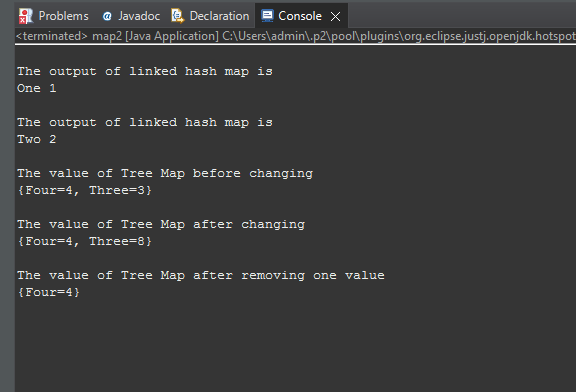 Problems Javadoc Declaration Console
<terminated> map2 [Java Application] C:\Users\admin\.p2\pool\plugins\org.eclipse.justj.openjdk.hotspot
The output of linked hash map is
One 1
The output of linked hash map is
Two 2
The value of Tree Map before changing
{Four=4, Three=3}
The value of Tree Map after changing
{Four=4, Three=8}
The value of Tree Map after removing one value
{Four=4}